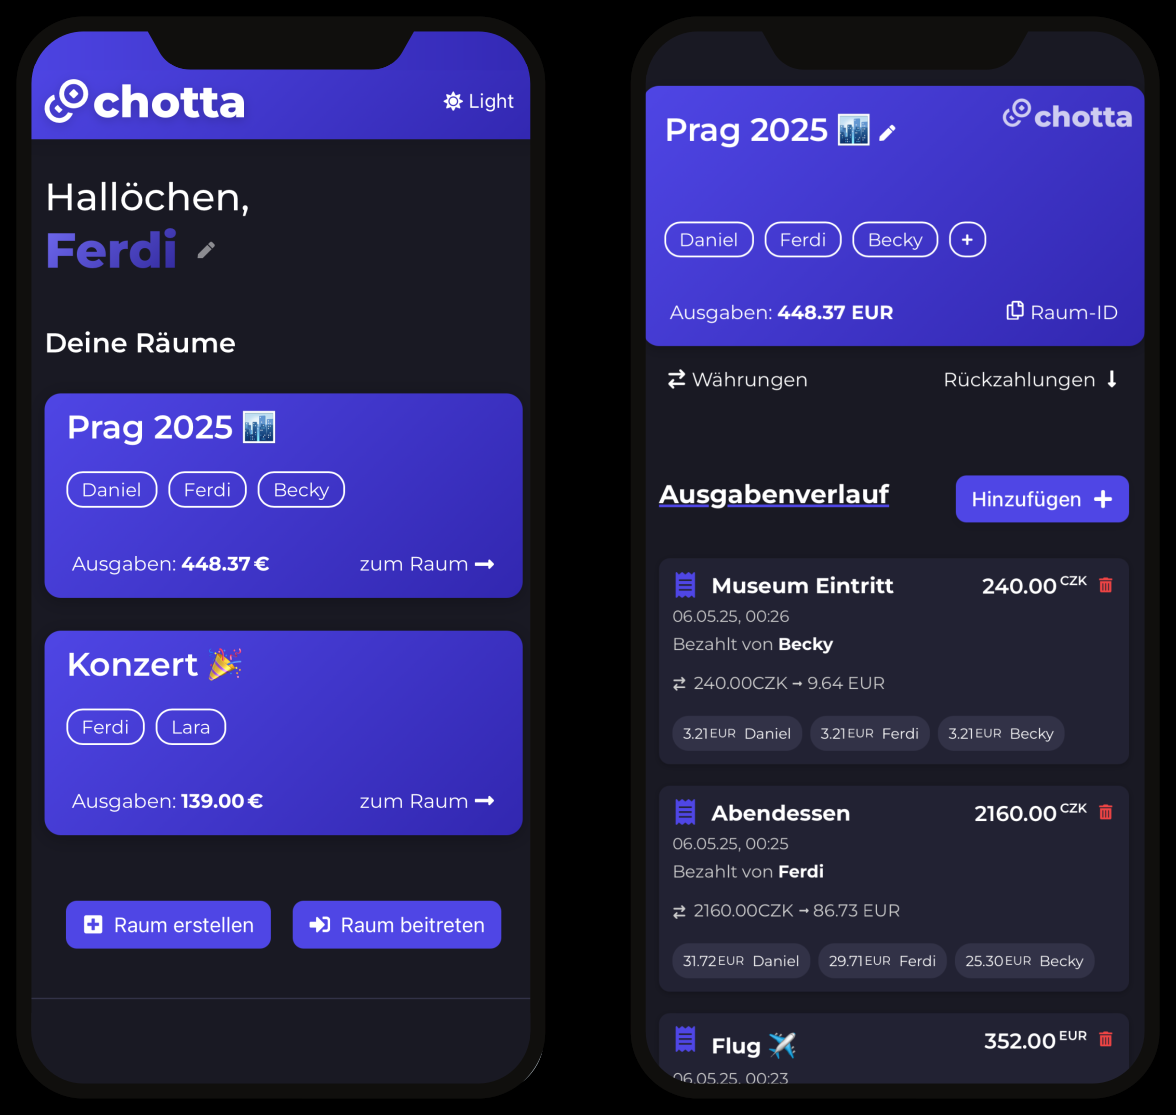 chotta
Light
Hallöchen,
Ferdi
Deine Räume
Prag 2025
Daniel Ferdi Becky
Ausgaben: 448.37 € zum Raum
Konzert
Ferdi Lara
Ausgaben: 139.00 € zum Raum
Raum erstellen Raum beitreten
Prag 2025 chotta
Daniel Ferdi Becky +
Ausgaben: 448.37 EUR Raum-ID
Währungen Rückzahlungen
Ausgabenverlauf Hinzufügen
Museum Eintritt 240.00 CZK
06.05.25, 00:26
Bezahlt von Becky
240.00CZK → 9.64 EUR
3.21 EUR Daniel 3.21 EUR Ferdi 3.21 EUR Becky
Abendessen 2160.00 CZK
06.05.25, 00:25
Bezahlt von Ferdi
2160.00CZK → 86.73 EUR
31.72 EUR Daniel 29.71 EUR Ferdi 25.30 EUR Becky
Flug 352.00 EUR
06.05.25, 00:23